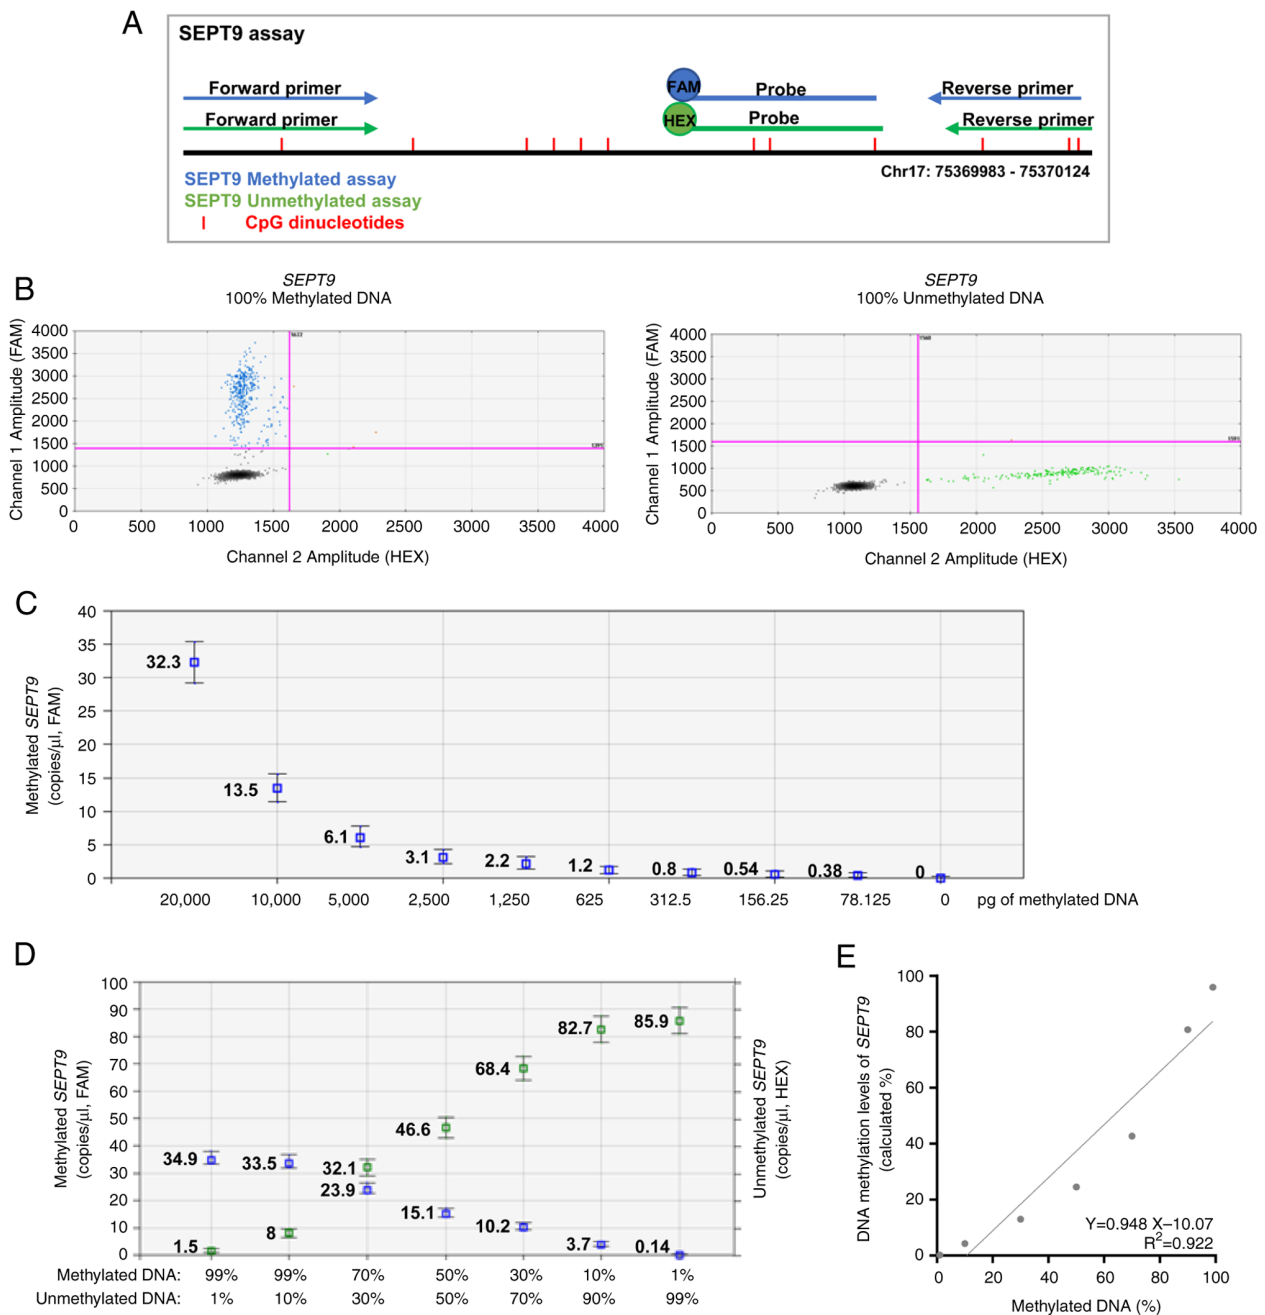 A
SEPT9 assay
Forward primer
FAM
Probe
Reverse primer
Forward primer
HEX
Probe
Reverse primer
Chr17: 75369983 - 75370124
SEPT9 Methylated assay
SEPT9 Unmethylated assay
CpG dinucleotides
B
SEPT9
100% Methylated DNA
Channel 1 Amplitude (FAM)
4000
3500
3000
2500
2000
1500
1000
500
0
0 500 1000 1500 2000 2500 3000 3500 4000
Channel 2 Amplitude (HEX)
SEPT9
100% Unmethylated DNA
Channel 1 Amplitude (FAM)
4000
3500
3000
2500
2000
1500
1000
500
0
0 500 1000 1500 2000 2500 3000 3500 4000
Channel 2 Amplitude (HEX)
C
Methylated SEPT9
(copies/µl, FAM)
40
35
30
25
20
15
10
5
0
32.3
13.5
6.1
3.1
2.2
1.2
0.8
0.54
0.38
0
20,000 10,000 5,000 2,500 1,250 625 312.5 156.25 78.125 0 pg of methylated DNA
D
Methylated SEPT9
(copies/µl, FAM)
100
90
80
70
60
50
40
30
20
10
0
34.9
1.5
33.5
8
32.1
23.9
46.6
15.1
68.4
10.2
82.7
3.7
85.9
0.14
Unmethylated SEPT9
(copies/µl, HEX)
Methylated DNA: 99% 99% 70% 50% 30% 10% 1%
Unmethylated DNA: 1% 10% 30% 50% 70% 90% 99%
E
DNA methylation levels of SEPT9
(calculated %)
100
80
60
40
20
0
Y=0.948 X–10.07
R²=0.922
0 20 40 60 80 100
Methylated DNA (%)